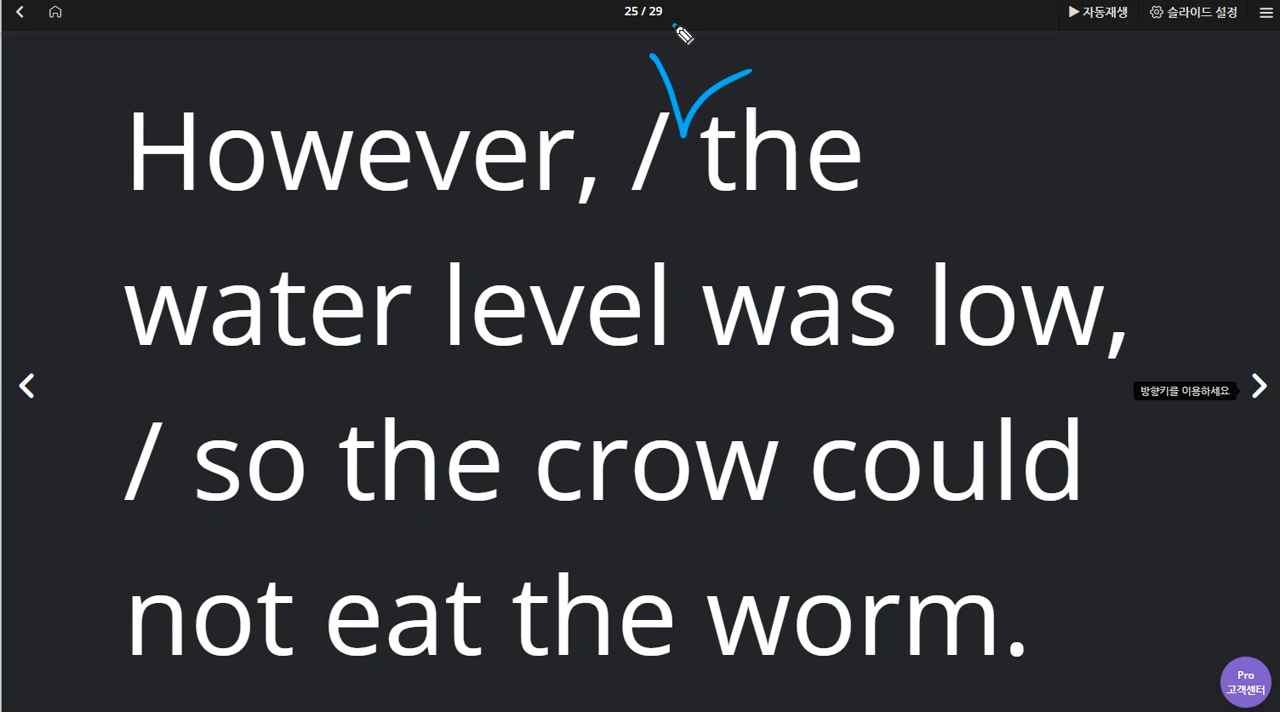 25 / 29
▶ 자동재생
슬라이드 설정
However, / the
water level was low,
/ so the crow could
not eat the worm.
방향키를 이용하세요
Pro
고객센터